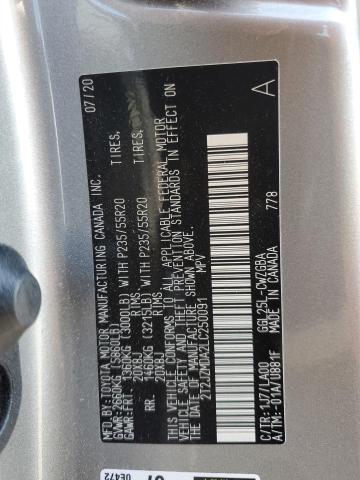 MFD.BY:TOYOTA MOTOR MANUFACTURING CANADA INC. 07/20
GVWR:2660KG (5860LB)
GAWR:FRT. 1360KG (3000LB) WITH P235/55R20 TIRES,
20X8J RIMS
RR. 1460KG (3215LB) WITH P235/55R20 TIRES,
20X8J RIMS
THIS VEHICLE CONFORMS TO ALL APPLICABLE FEDERAL MOTOR
VEHICLE SAFETY, AND THEFT PREVENTION STANDARDS IN EFFECT ON
THE DATE OF MANUFACTURE SHOWN ABOVE.
2T2JZMDA2LC250091 MPV
A
C/TR:1J7/LA00 GGL25L-CWZGBA
A/TM:-01A/U881F MADE IN CANADA 778
0E472